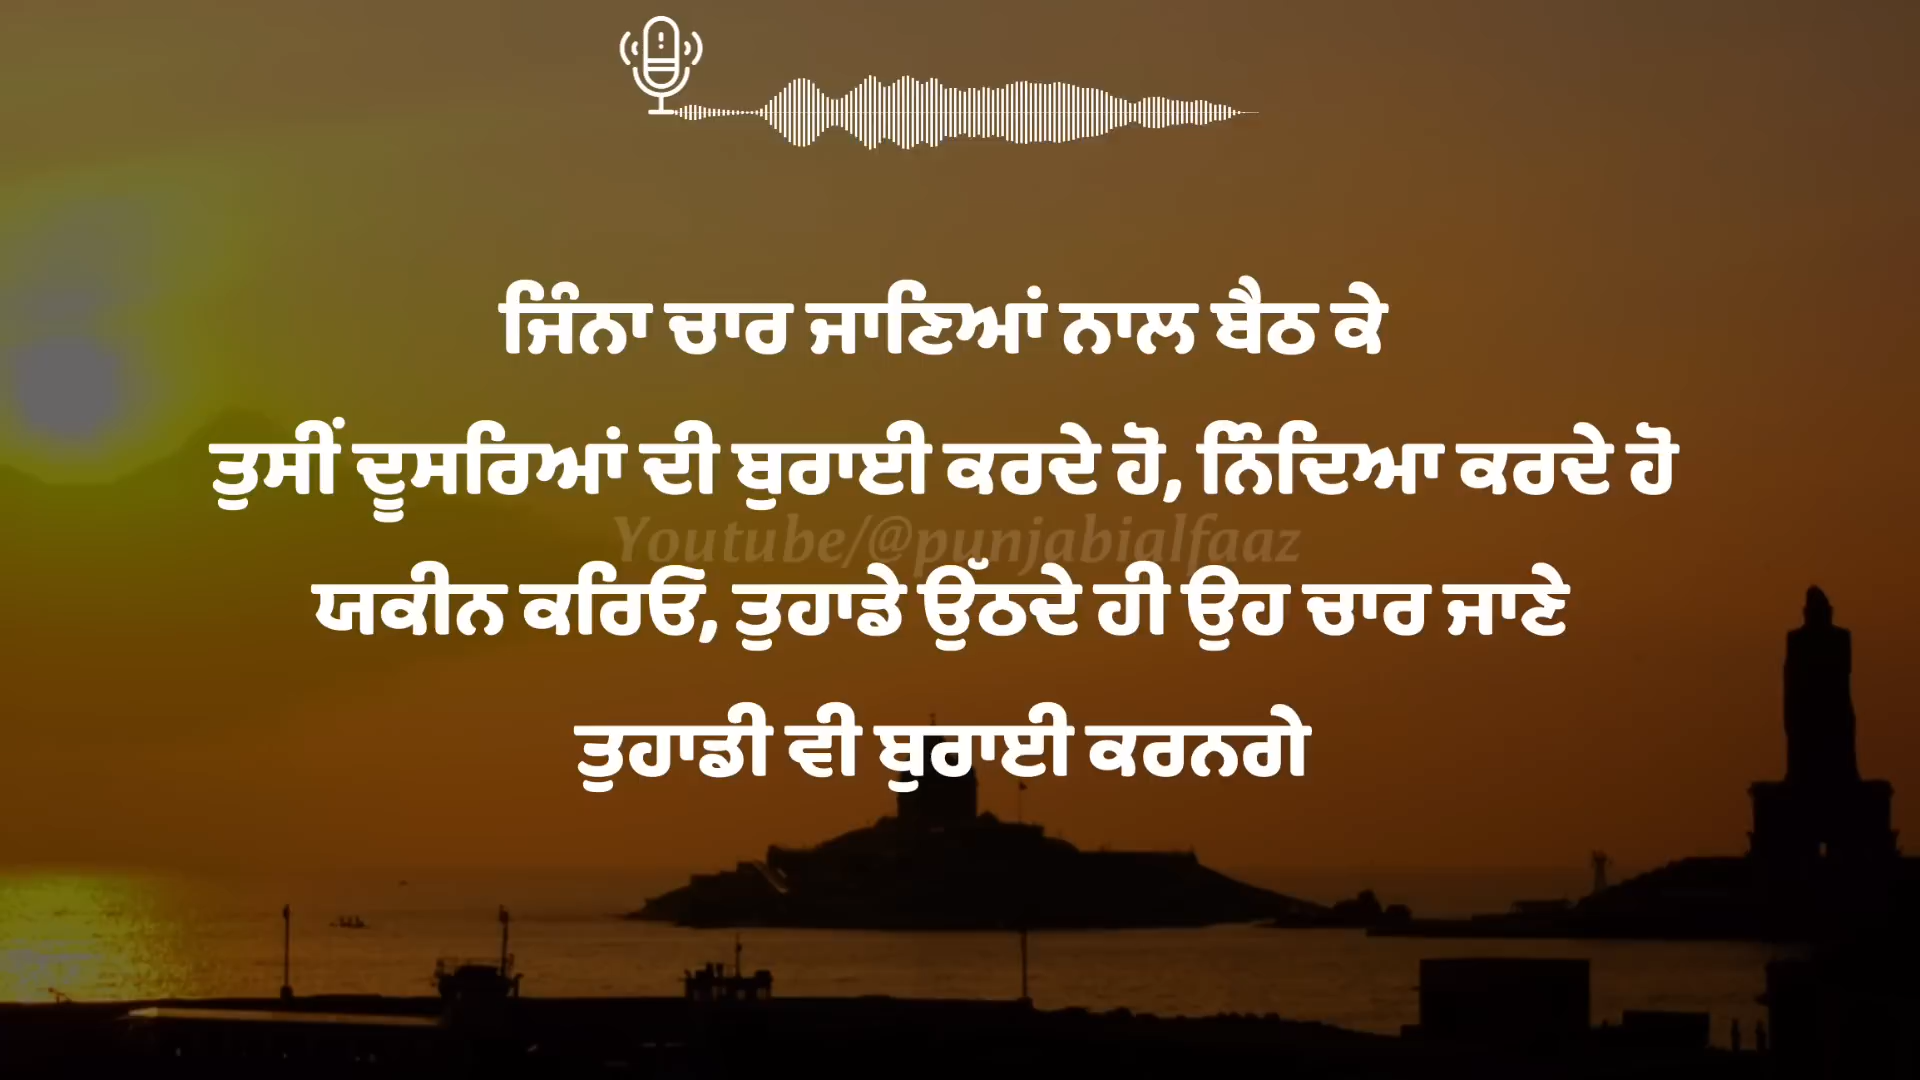 ਜਿੰਨਾ ਚਾਰ ਜਾਣਿਆਂ ਨਾਲ ਬੈਠ ਕੇ
ਤੁਸੀਂ ਦੂਸਰਿਆਂ ਦੀ ਬੁਰਾਈ ਕਰਦੇ ਹੋ, ਨਿੰਦਿਆ ਕਰਦੇ ਹੋ
Youtube/@punjabialfaaz
ਯਕੀਨ ਕਰਿਓ, ਤੁਹਾਡੇ ਉੱਠਦੇ ਹੀ ਉਹ ਚਾਰ ਜਾਣੇ
ਤੁਹਾਡੀ ਵੀ ਬੁਰਾਈ ਕਰਨਗੇ